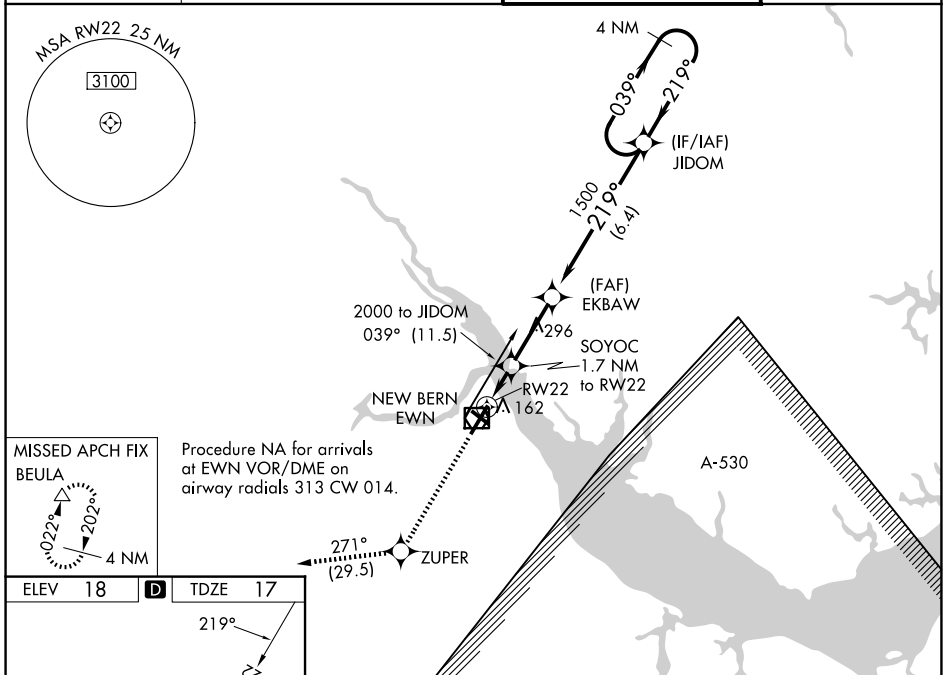 MSA RW22 25 NM
3100
4 NM
039°
219°
(IF/IAF)
JIDOM
1500
219°
(6.4)
(FAF)
EKBAW
2000 to JIDOM
039° (11.5)
296
SOYOC
1.7 NM
to RW22
NEW BERN
EWN
RW22
162
MISSED APCH FIX
BEULA
022°
202°
4 NM
Procedure NA for arrivals
at EWN VOR/DME on
airway radials 313 CW 014.
A-530
271°
(29.5)
ZUPER
ELEV 18 D TDZE 17
219°